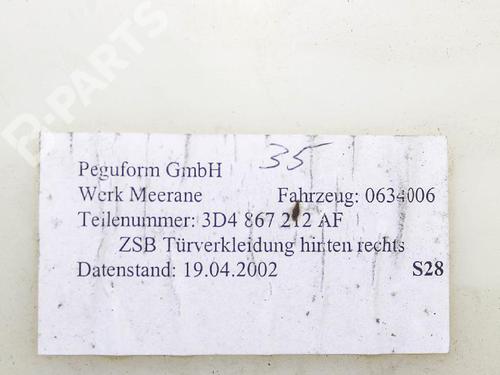 B-PARTS
35
Peguform GmbH
Werk Meerane Fahrzeug: 0634006
Teilenummer: 3D4 867 212 AF
ZSB Türverkleidung hinten rechts
Datenstand: 19.04.2002 S28